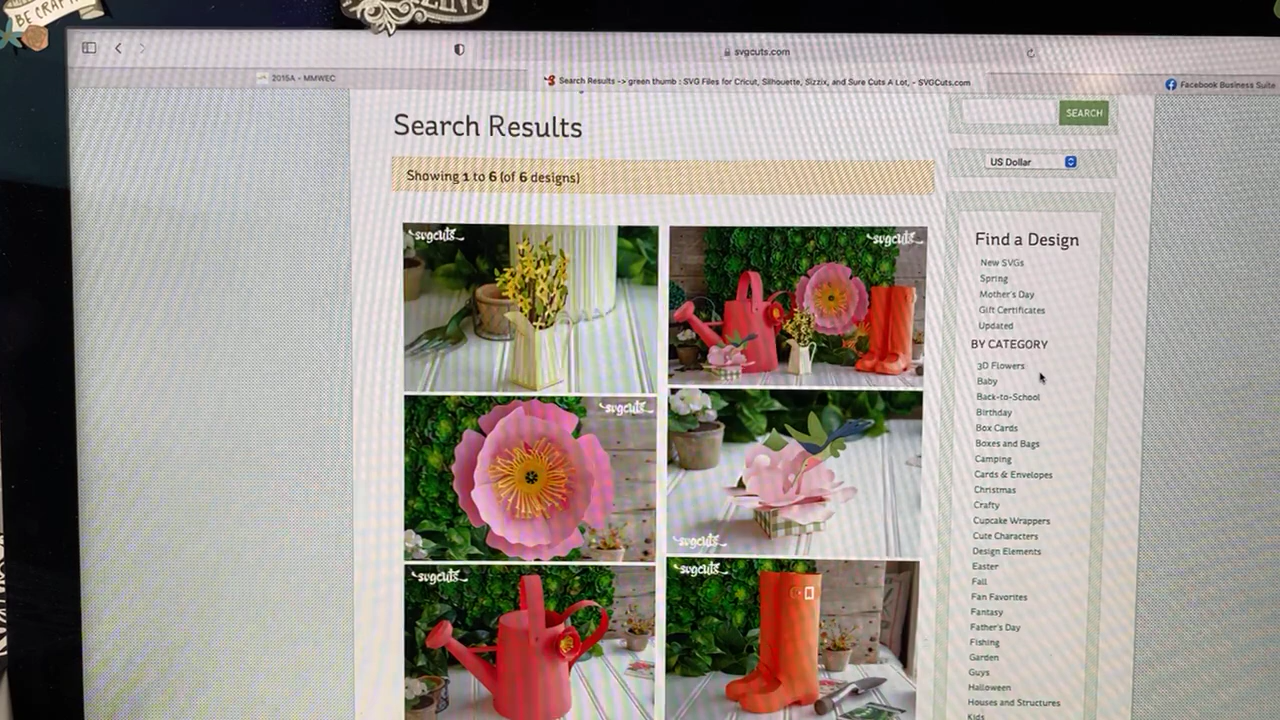 BE CRAFTY
svgcuts.com
2015A - MMWEC
Search Results -> green thumb : SVG Files for Cricut, Silhouette, Sizzix, and Sure Cuts A Lot, - SVGCuts.com
Facebook Business Suite
Search Results
SEARCH
US Dollar
Showing 1 to 6 (of 6 designs)
svgcuts
svgcuts
svgcuts
svgcuts
svgcuts
svgcuts
Find a Design
New SVGs
Spring
Mother's Day
Gift Certificates
Updated
BY CATEGORY
3D Flowers
Baby
Back-to-School
Birthday
Box Cards
Boxes and Bags
Camping
Cards & Envelopes
Christmas
Crafty
Cupcake Wrappers
Cute Characters
Design Elements
Easter
Fall
Fan Favorites
Fantasy
Father's Day
Fishing
Garden
Guys
Halloween
Houses and Structures
Kids